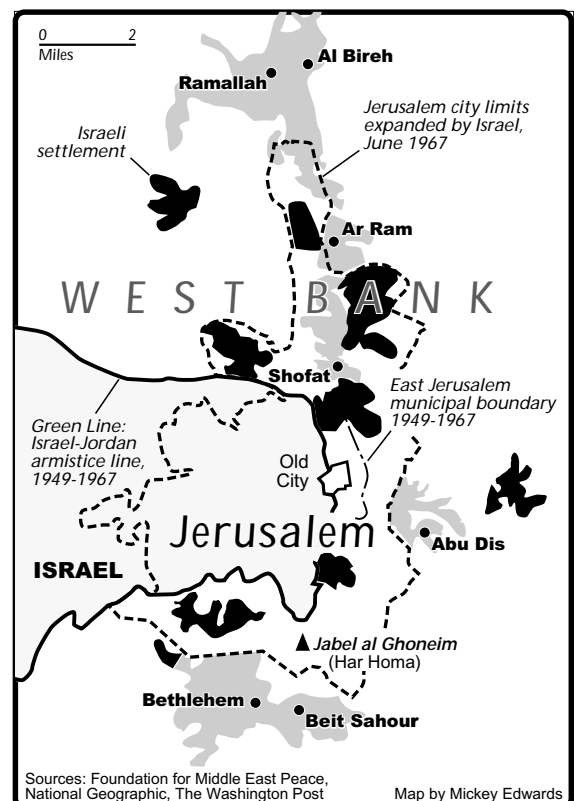 0 2
Miles
Al Bireh
Ramallah
Jerusalem city limits
expanded by Israel,
June 1967
Israeli
settlement
Ar Ram
WEST BANK
Shofat
East Jerusalem
municipal boundary
1949-1967
Green Line:
Israel-Jordan
armistice line,
1949-1967
Old
City
Jerusalem
Abu Dis
ISRAEL
Jabel al Ghoneim
(Har Homa)
Bethlehem
Beit Sahour
Sources: Foundation for Middle East Peace,
National Geographic, The Washington Post
Map by Mickey Edwards